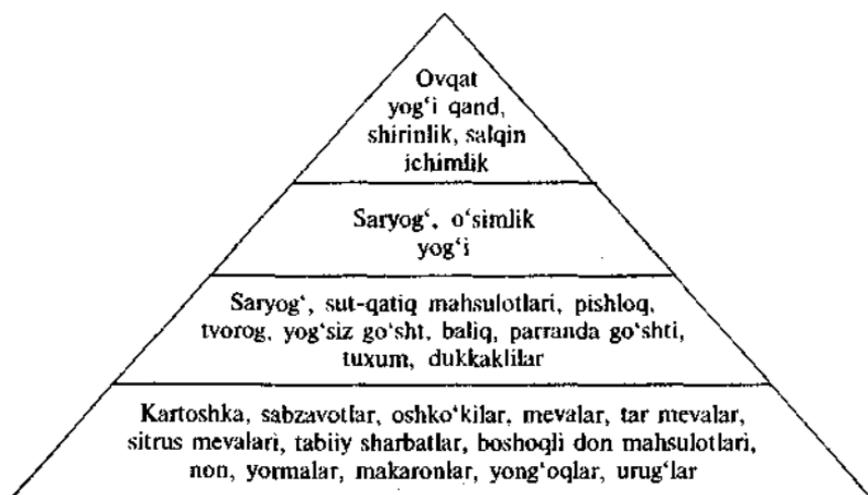 Ovqat
yog‘i qand,
shirinlik, salqin
ichimlik
Saryog‘, o‘simlik
yog‘i
Saryog‘, sut-qatiq mahsulotlari, pishloq,
tvorog, yog‘siz go‘sht, baliq, parranda go‘shti,
tuxum, dukkaklilar
Kartoshka, sabzavotlar, oshko‘kilar, mevalar, tar mevalar,
sitrus mevalari, tabiiy sharbatlar, boshoqli don mahsulotlari,
non, yormalar, makaronlar, yong‘oqlar, urug‘lar